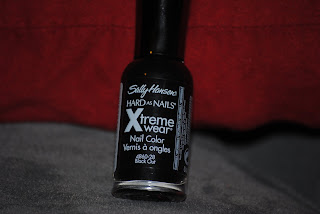 Sally Hansen
HARD AS NAILS
Xtreme
wear
Nail Color
Vernis à ongles
Black Out